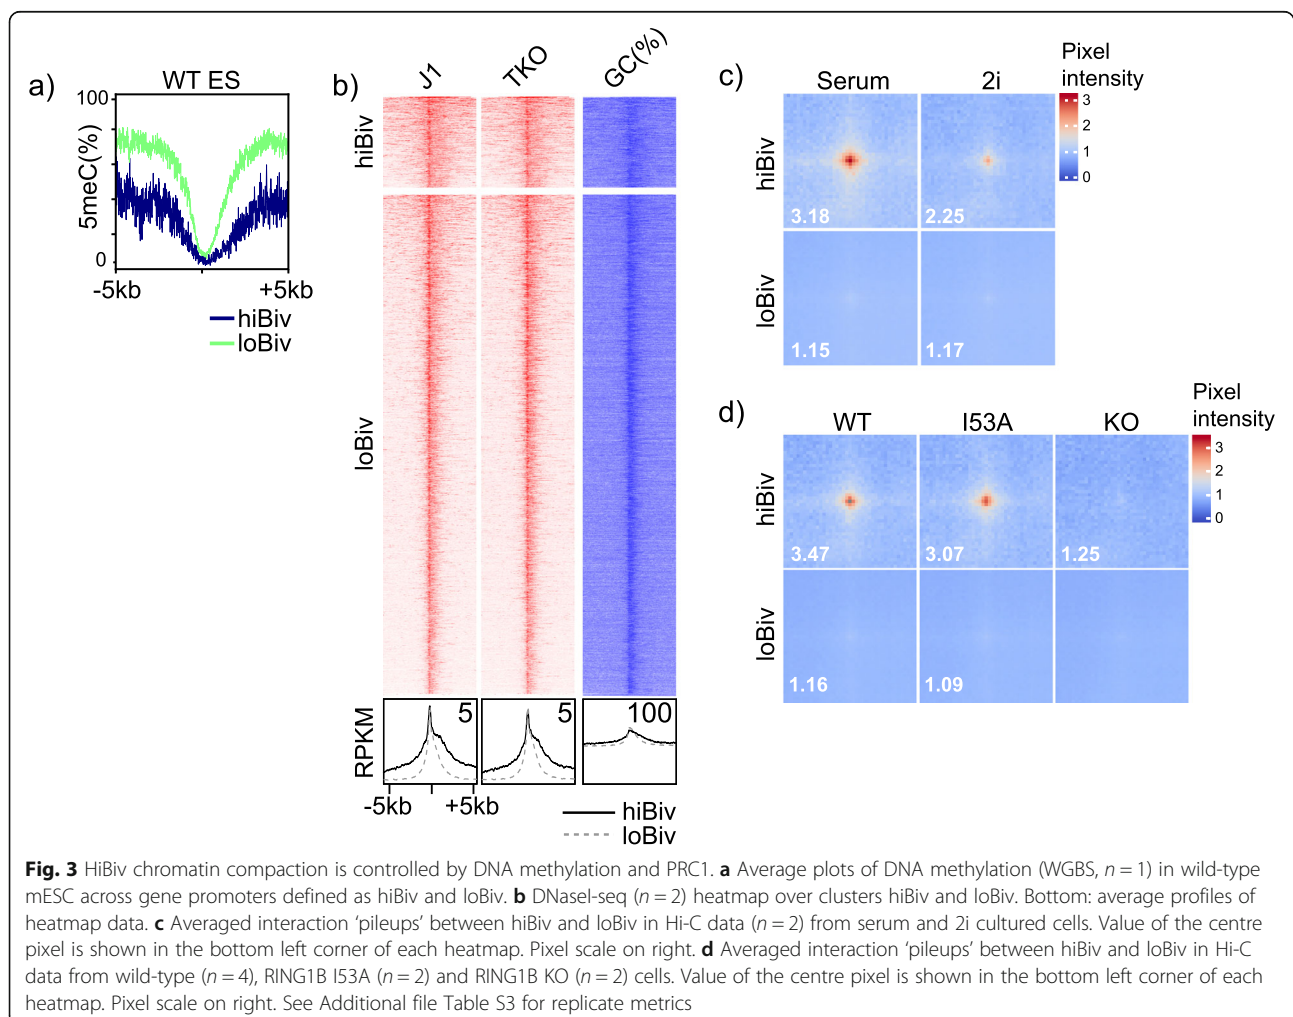 a)
WT ES
100
5meC(%)
0
-5kb
+5kb
hiBiv
loBiv
b)
J1
TKO
GC(%)
hiBiv
loBiv
RPKM
5
5
100
-5kb
+5kb
hiBiv
loBiv
c)
Serum
2i
Pixel
intensity
3
2
1
0
hiBiv
3.18
2.25
loBiv
1.15
1.17
d)
WT
I53A
KO
Pixel
intensity
3
2
1
0
hiBiv
3.47
3.07
1.25
loBiv
1.16
1.09
Fig. 3 HiBiv chromatin compaction is controlled by DNA methylation and PRC1. a Average plots of DNA methylation (WGBS, n = 1) in wild-type
mESC across gene promoters defined as hiBiv and loBiv. b DNaseI-seq (n = 2) heatmap over clusters hiBiv and loBiv. Bottom: average profiles of
heatmap data. c Averaged interaction ‘pileups’ between hiBiv and loBiv in Hi-C data (n = 2) from serum and 2i cultured cells. Value of the centre
pixel is shown in the bottom left corner of each heatmap. Pixel scale on right. d Averaged interaction ‘pileups’ between hiBiv and loBiv in Hi-C
data from wild-type (n = 4), RING1B I53A (n = 2) and RING1B KO (n = 2) cells. Value of the centre pixel is shown in the bottom left corner of each
heatmap. Pixel scale on right. See Additional file Table S3 for replicate metrics